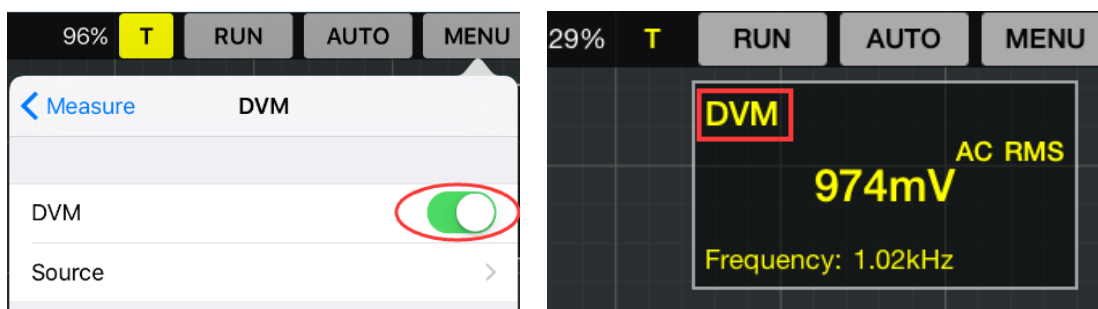 96% T RUN AUTO MENU
Measure DVM
DVM
Source
29% T RUN AUTO MENU
DVM
AC RMS
974mV
Frequency: 1.02kHz